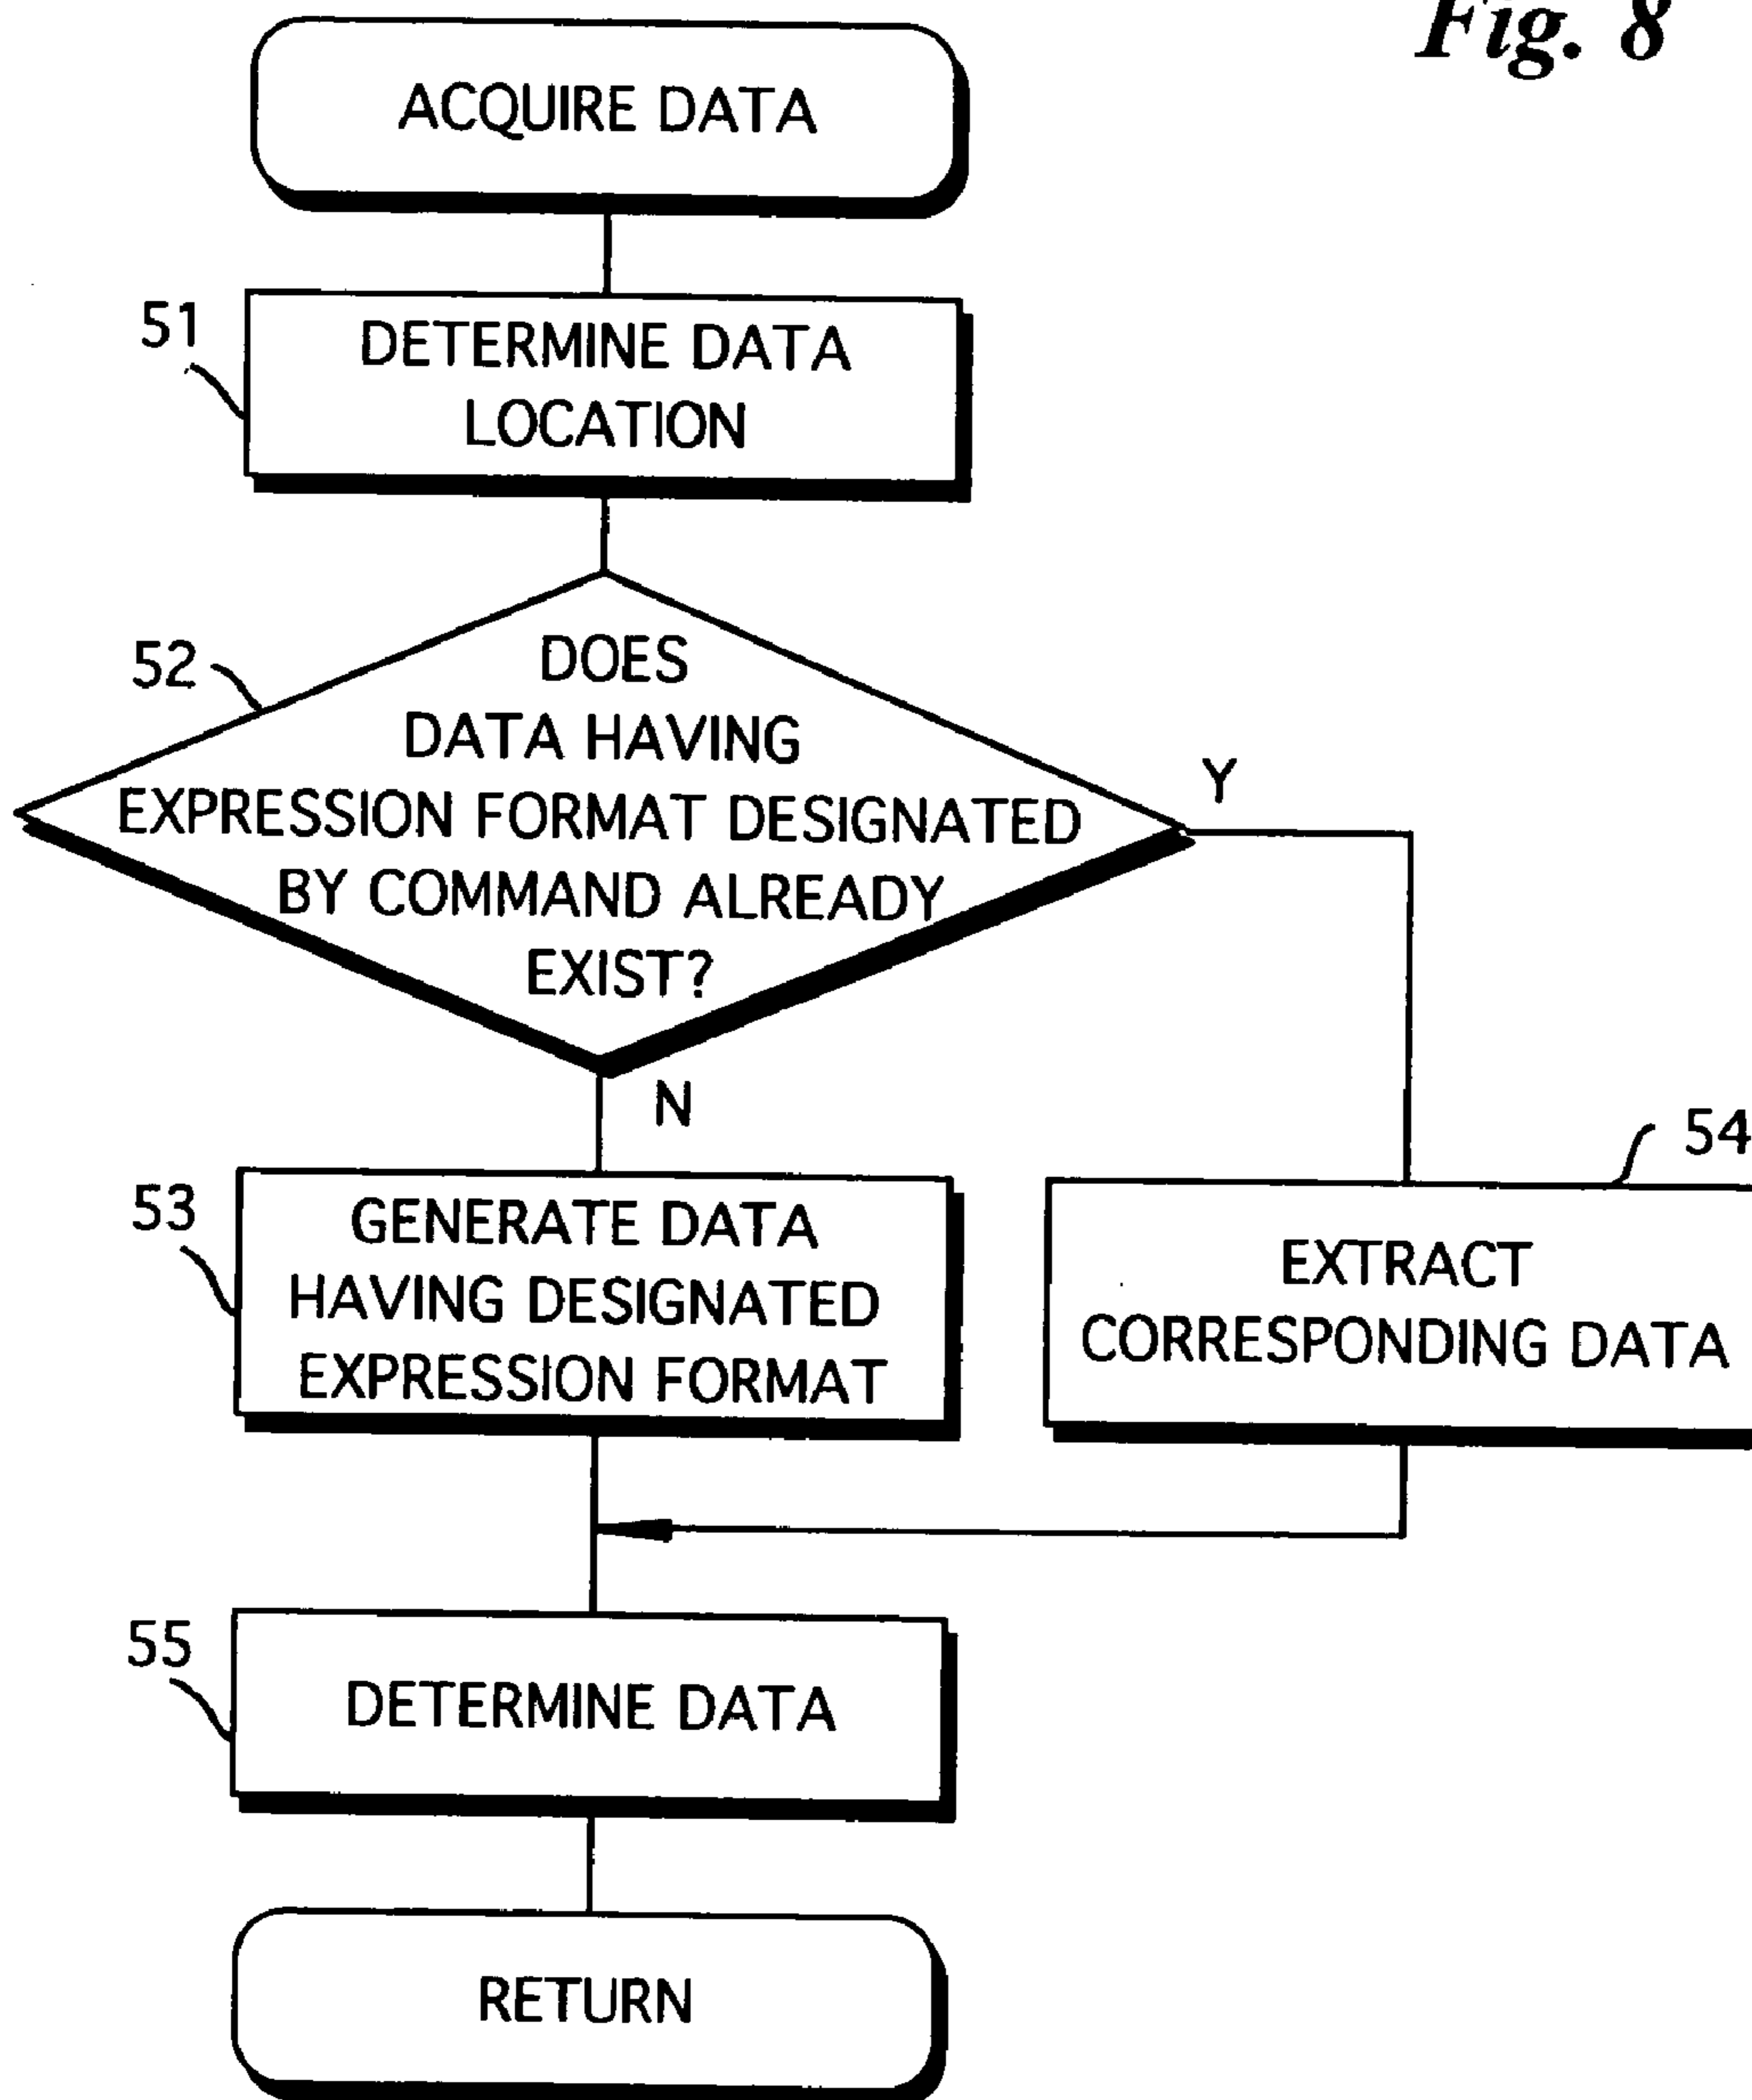 Fig. 8
ACQUIRE DATA
51
DETERMINE DATA
LOCATION
52
DOES
DATA HAVING
EXPRESSION FORMAT DESIGNATED
BY COMMAND ALREADY
EXIST?
Y
N
53
GENERATE DATA
HAVING DESIGNATED
EXPRESSION FORMAT
54
EXTRACT
CORRESPONDING DATA
55
DETERMINE DATA
RETURN